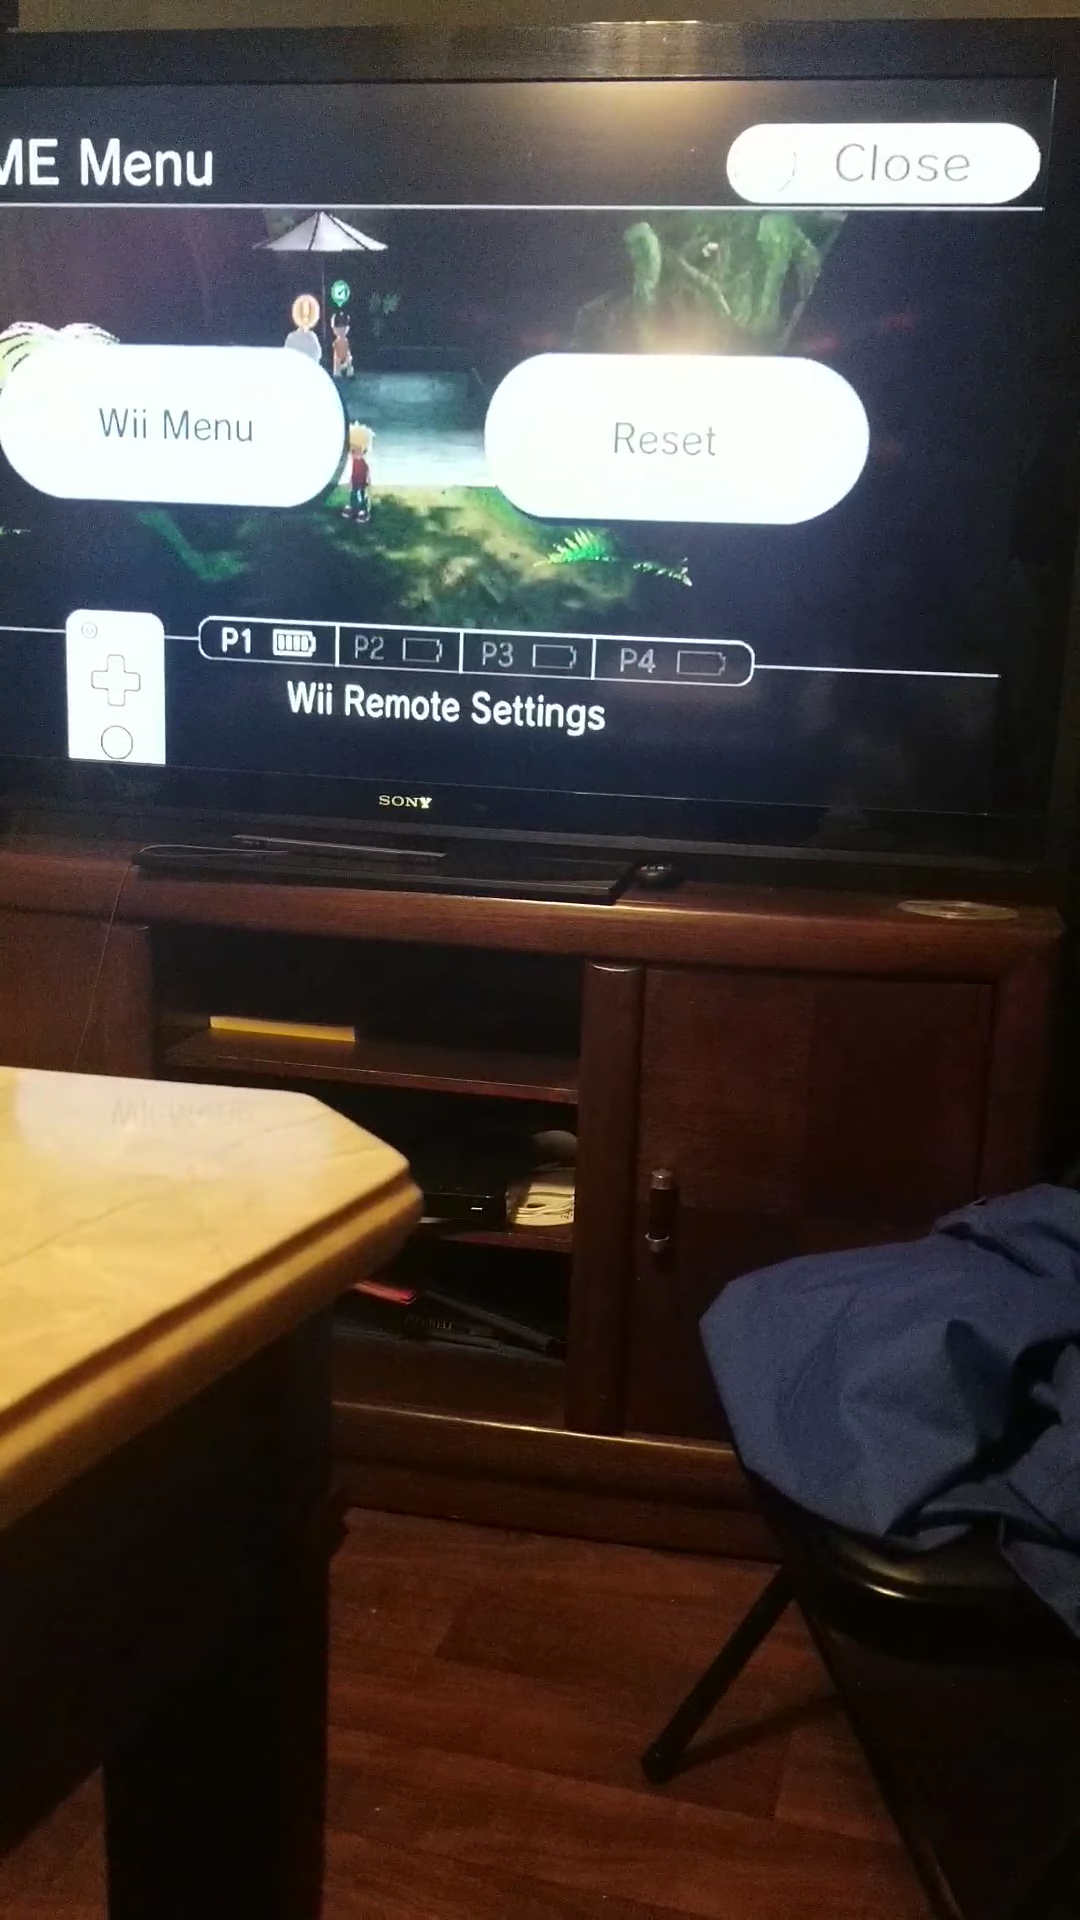 ME Menu
Close
Wii Menu
Reset
P1 P2 P3 P4
Wii Remote Settings
SONY